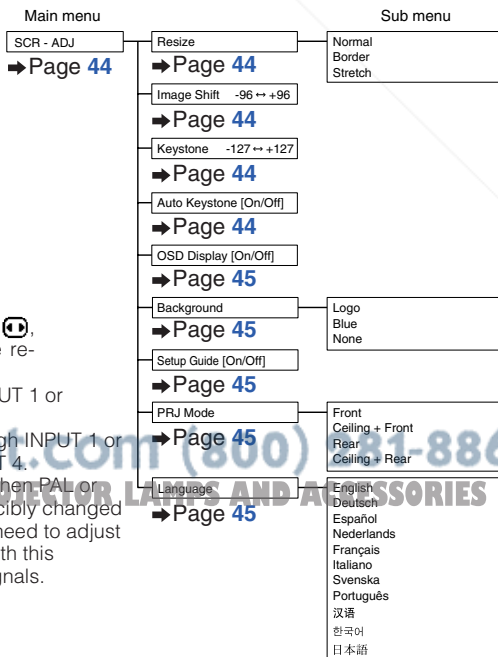 Main menu
Sub menu
SCR - ADJ
➡Page 44
Resize
➡Page 44
Normal
Border
Stretch
Image Shift -96 ↔ +96
➡Page 44
Keystone -127 ↔ +127
➡Page 44
Auto Keystone [On/Off]
➡Page 44
OSD Display [On/Off]
➡Page 45
Background
➡Page 45
Logo
Blue
None
Setup Guide [On/Off]
➡Page 45
PRJ Mode
➡Page 45
Front
Ceiling + Front
Rear
Ceiling + Rear
Language
➡Page 45
English
Deutsch
Español
Nederlands
Français
Italiano
Svenska
Português
汉语
한국어
日本語
,
re-
UT 1 or
gh INPUT 1 or
T 4.
hen PAL or
cibly changed
need to adjust
th this
gnals.
t.com (800) 881-886
OJECTOR LAMPS AND ACCESSORIES